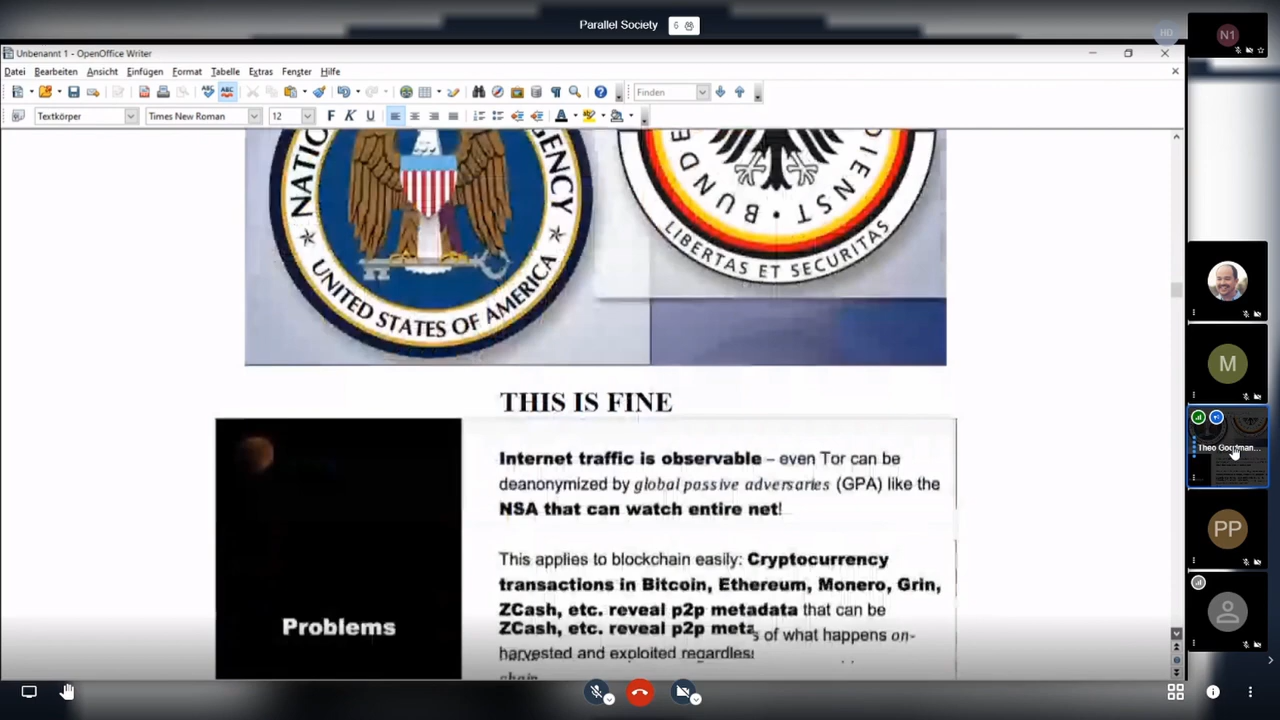 Parallel Society 6
HD
N1
Unbenannt 1 - OpenOffice Writer
Datei Bearbeiten Ansicht Einfügen Format Tabelle Extras Fenster Hilfe
Finden
Textkörper Times New Roman 12 F K U
NATIO
GENCY
UNITED STATES OF AMERICA
BUNDE
DIENST
LIBERTAS ET SECURITAS
THIS IS FINE
Problems
Internet traffic is observable – even Tor can be
deanonymized by global passive adversaries (GPA) like the
NSA that can watch entire net!
This applies to blockchain easily: Cryptocurrency
transactions in Bitcoin, Ethereum, Monero, Grin,
ZCash, etc. reveal p2p metadata that can be
ZCash, etc. reveal p2p meta
s of what happens on-
harvested and exploited regardless
chain
M
PP